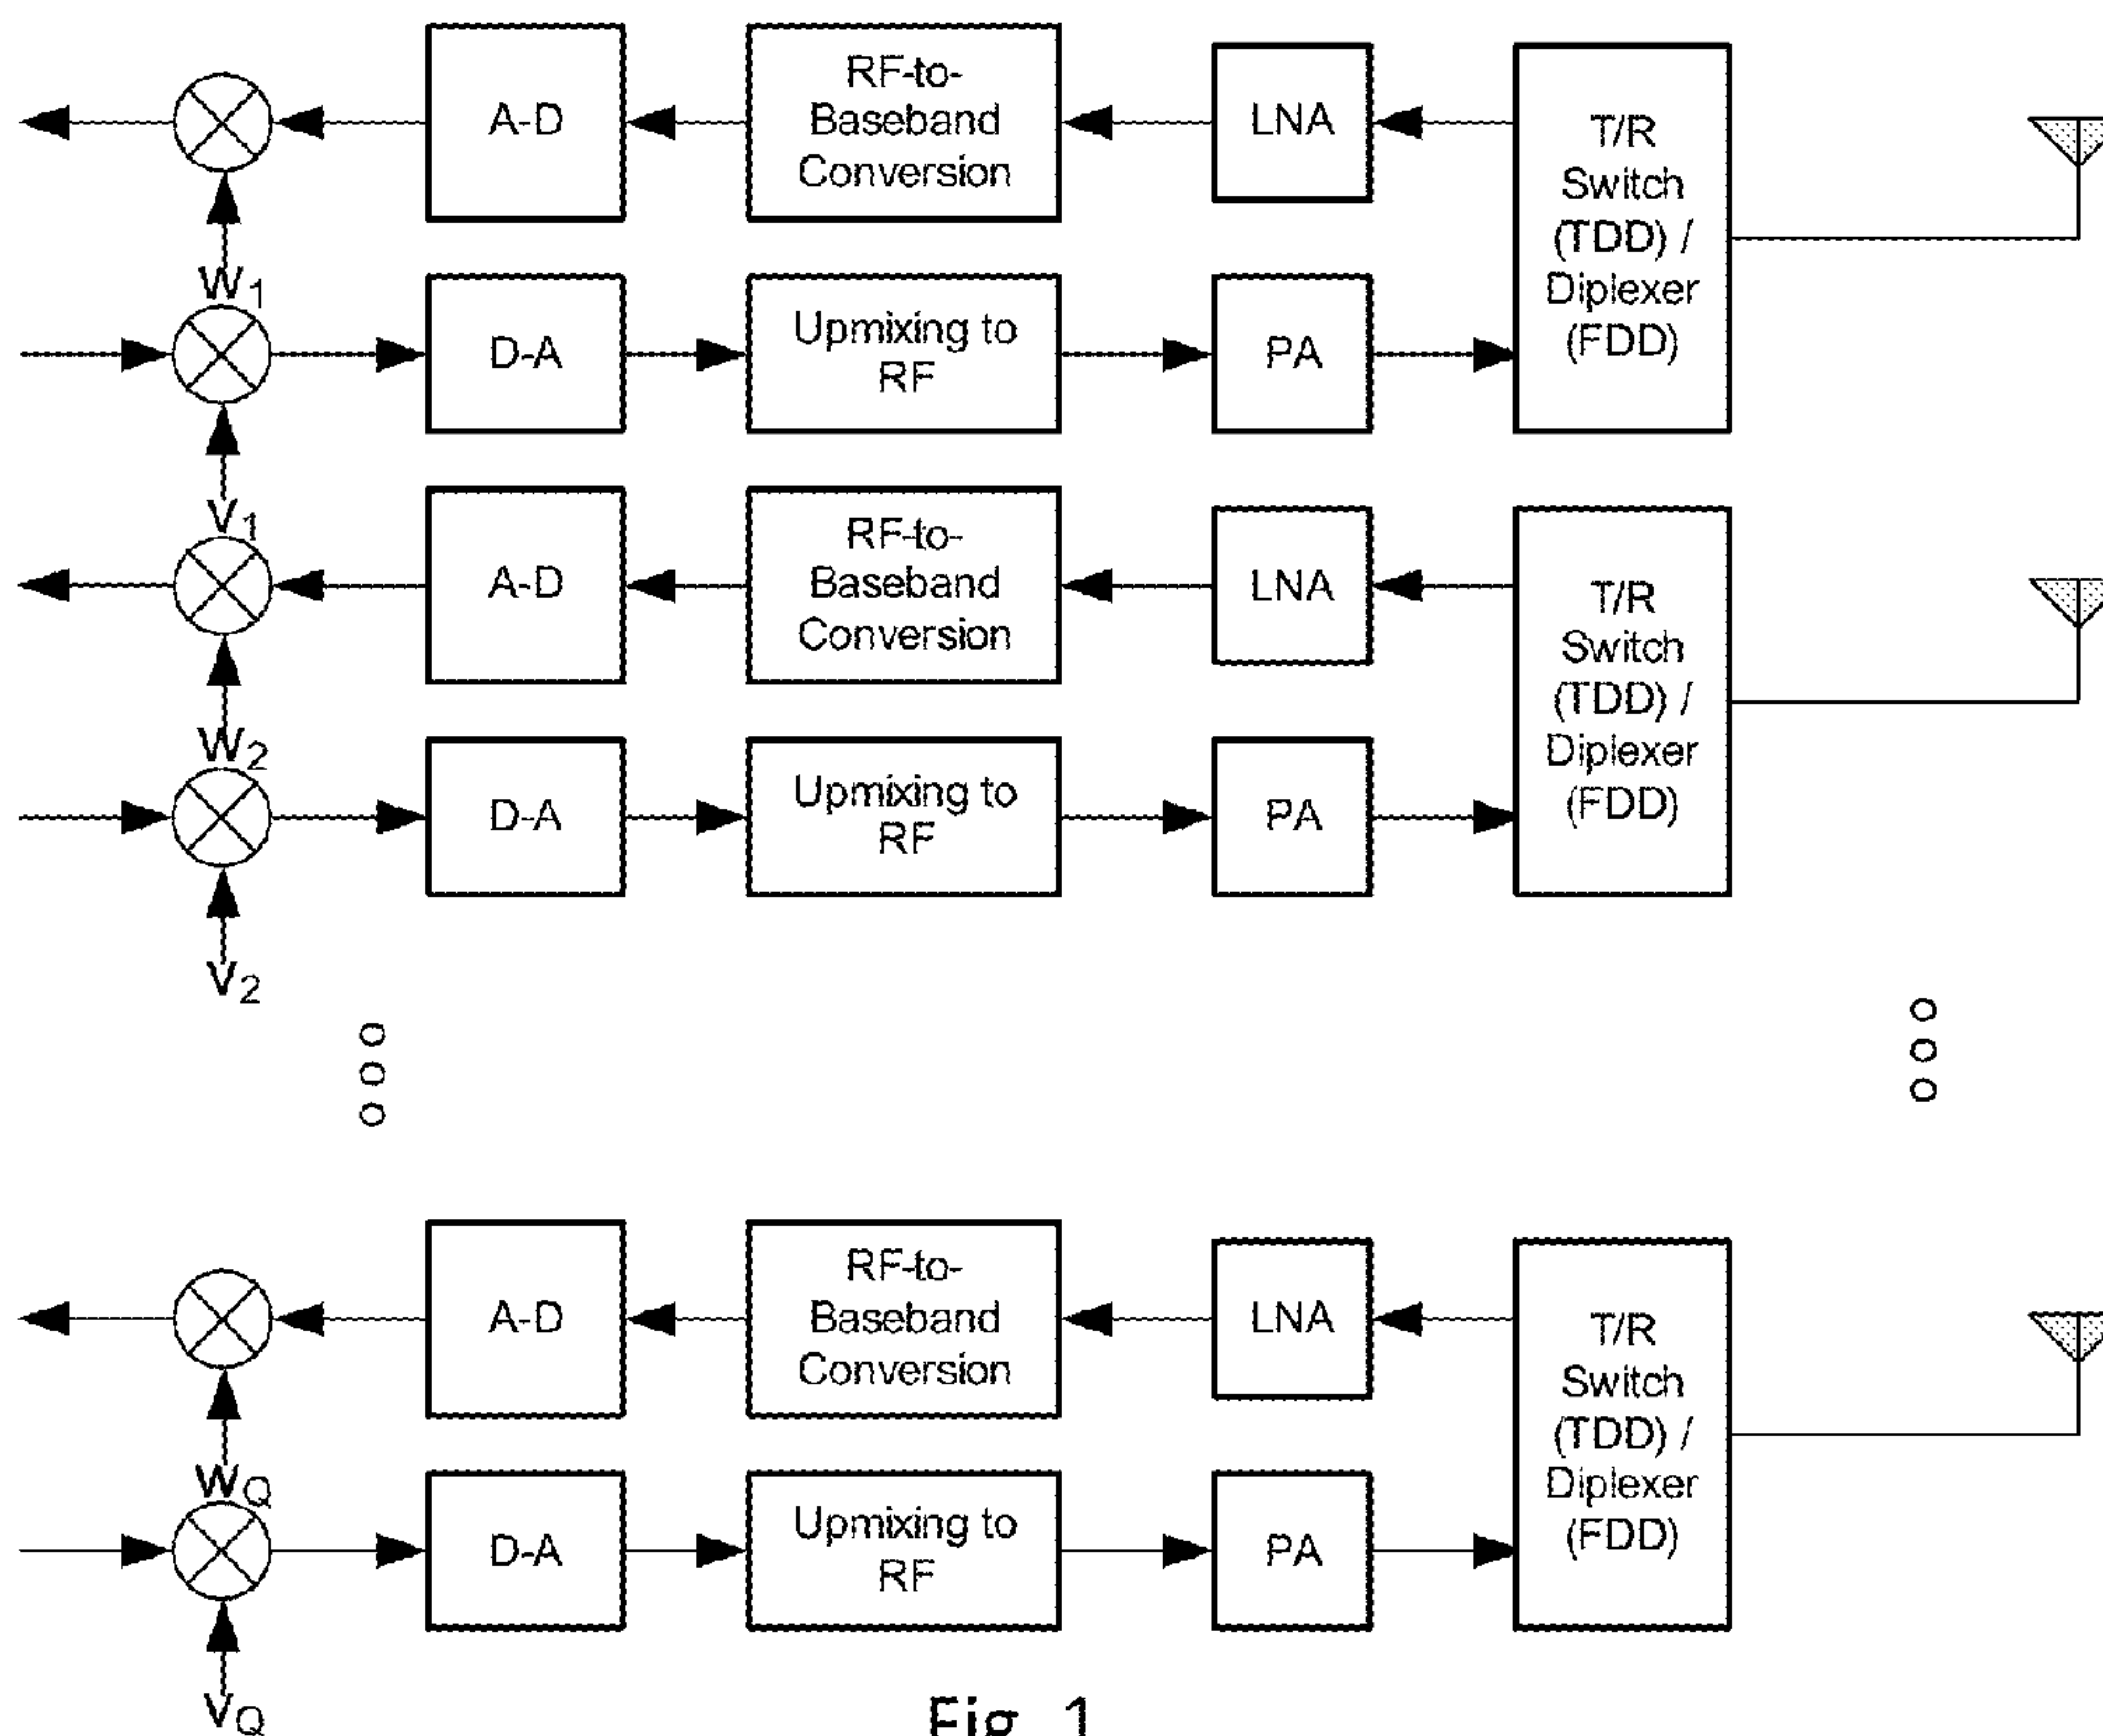 A-D
RF-to-
Baseband
Conversion
LNA
T/R
Switch
(TDD) /
Diplexer
(FDD)
W1
D-A
Upmixing to
RF
PA
V1
A-D
RF-to-
Baseband
Conversion
LNA
T/R
Switch
(TDD) /
Diplexer
(FDD)
W2
D-A
Upmixing to
RF
PA
V2
A-D
RF-to-
Baseband
Conversion
LNA
T/R
Switch
(TDD) /
Diplexer
(FDD)
WQ
D-A
Upmixing to
RF
PA
VQ
Fig. 1